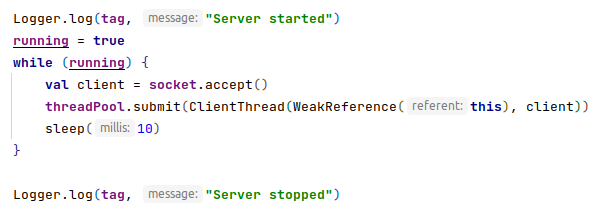 Logger.log(tag, message: "Server started")
running = true
while (running) {
    val client = socket.accept()
    threadPool.submit(ClientThread(WeakReference( referent: this), client))
    sleep( millis: 10)
}

Logger.log(tag, message: "Server stopped")